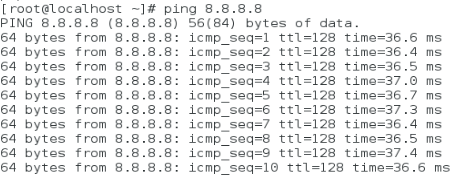 [root@localhost ~]# ping 8.8.8.8
PING 8.8.8.8 (8.8.8.8) 56(84) bytes of data.
64 bytes from 8.8.8.8: icmp_seq=1 ttl=128 time=36.6 ms
64 bytes from 8.8.8.8: icmp_seq=2 ttl=128 time=36.4 ms
64 bytes from 8.8.8.8: icmp_seq=3 ttl=128 time=36.5 ms
64 bytes from 8.8.8.8: icmp_seq=4 ttl=128 time=37.0 ms
64 bytes from 8.8.8.8: icmp_seq=5 ttl=128 time=36.7 ms
64 bytes from 8.8.8.8: icmp_seq=6 ttl=128 time=37.3 ms
64 bytes from 8.8.8.8: icmp_seq=7 ttl=128 time=36.4 ms
64 bytes from 8.8.8.8: icmp_seq=8 ttl=128 time=36.5 ms
64 bytes from 8.8.8.8: icmp_seq=9 ttl=128 time=37.4 ms
64 bytes from 8.8.8.8: icmp_seq=10 ttl=128 time=36.6 ms